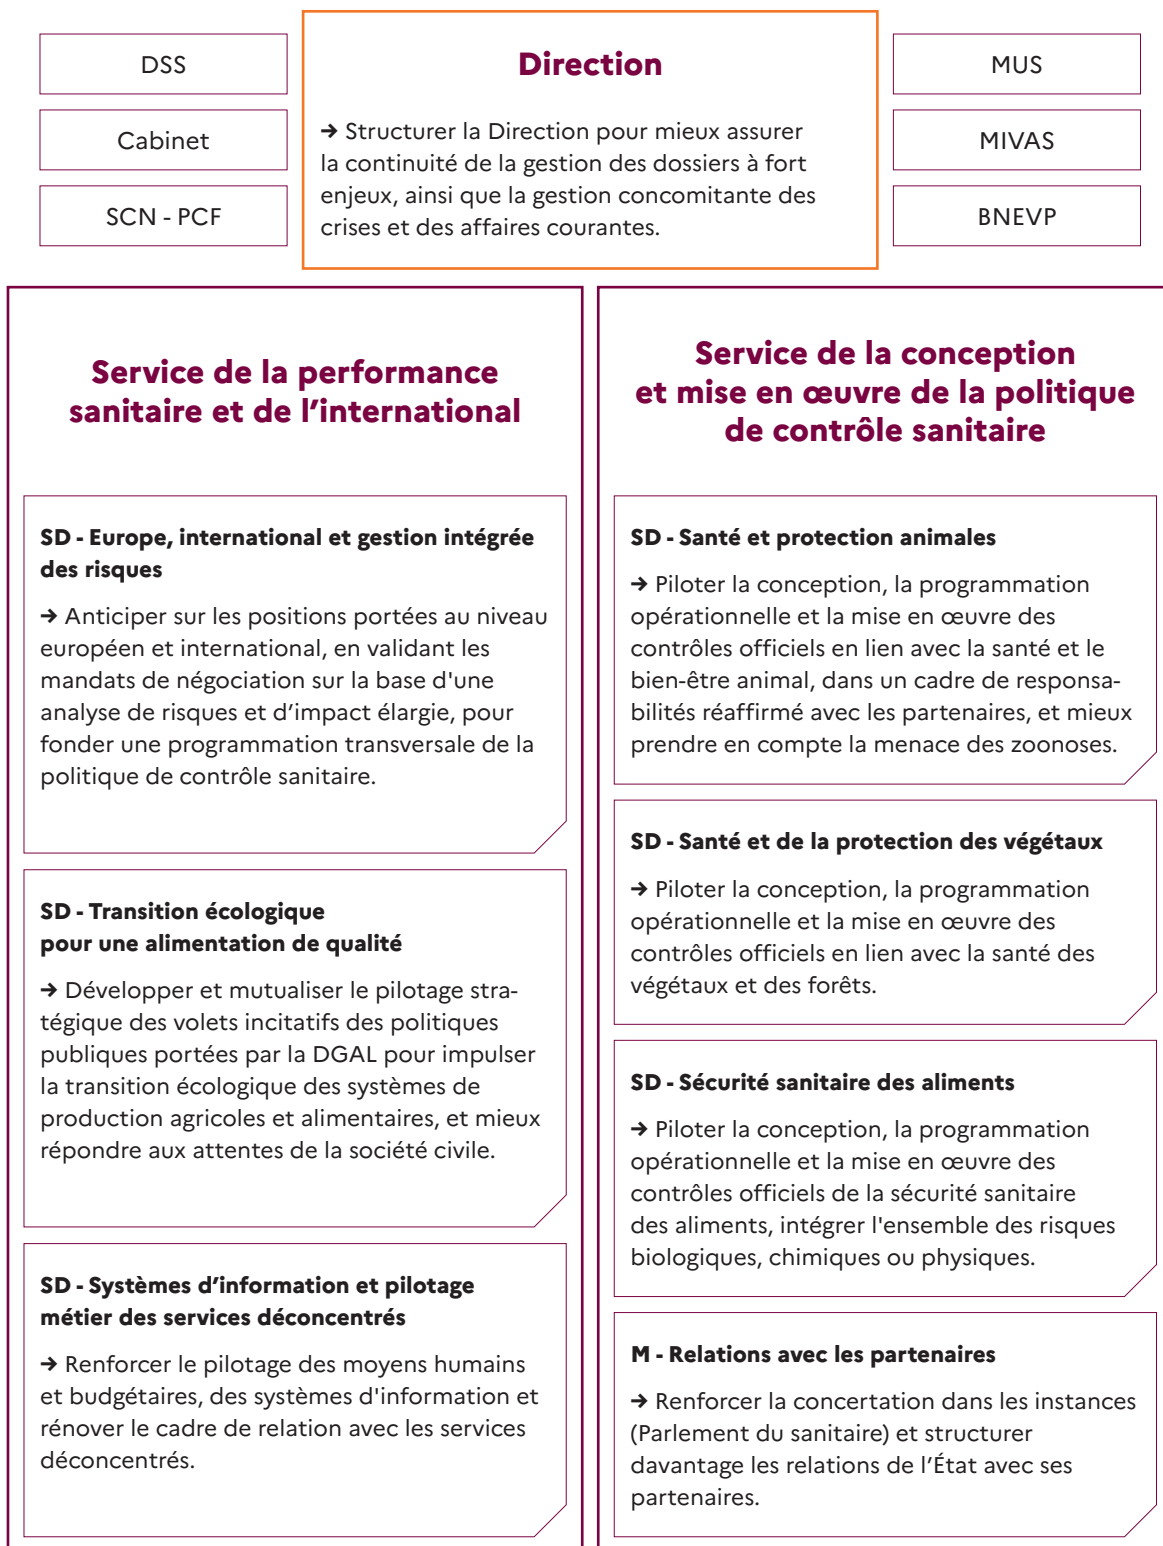 DSS
Cabinet
SCN - PCF
Direction
→ Structurer la Direction pour mieux assurer
la continuité de la gestion des dossiers à fort
enjeux, ainsi que la gestion concomitante des
crises et des affaires courantes.
MUS
MIVAS
BNEVP
Service de la performance
sanitaire et de l’international
SD - Europe, international et gestion intégrée
des risques
→ Anticiper sur les positions portées au niveau
européen et international, en validant les
mandats de négociation sur la base d'une
analyse de risques et d’impact élargie, pour
fonder une programmation transversale de la
politique de contrôle sanitaire.
SD - Transition écologique
pour une alimentation de qualité
→ Développer et mutualiser le pilotage stra-
tégique des volets incitatifs des politiques
publiques portées par la DGAL pour impulser
la transition écologique des systèmes de
production agricoles et alimentaires, et mieux
répondre aux attentes de la société civile.
SD - Systèmes d’information et pilotage
métier des services déconcentrés
→ Renforcer le pilotage des moyens humains
et budgétaires, des systèmes d'information et
rénover le cadre de relation avec les services
déconcentrés.
Service de la conception
et mise en œuvre de la politique
de contrôle sanitaire
SD - Santé et protection animales
→ Piloter la conception, la programmation
opérationnelle et la mise en œuvre des
contrôles officiels en lien avec la santé et le
bien-être animal, dans un cadre de responsa-
bilités réaffirmé avec les partenaires, et mieux
prendre en compte la menace des zoonoses.
SD - Santé et de la protection des végétaux
→ Piloter la conception, la programmation
opérationnelle et la mise en œuvre des
contrôles officiels en lien avec la santé des
végétaux et des forêts.
SD - Sécurité sanitaire des aliments
→ Piloter la conception, la programmation
opérationnelle et la mise en œuvre des
contrôles officiels de la sécurité sanitaire
des aliments, intégrer l'ensemble des risques
biologiques, chimiques ou physiques.
M - Relations avec les partenaires
→ Renforcer la concertation dans les instances
(Parlement du sanitaire) et structurer
davantage les relations de l’État avec ses
partenaires.